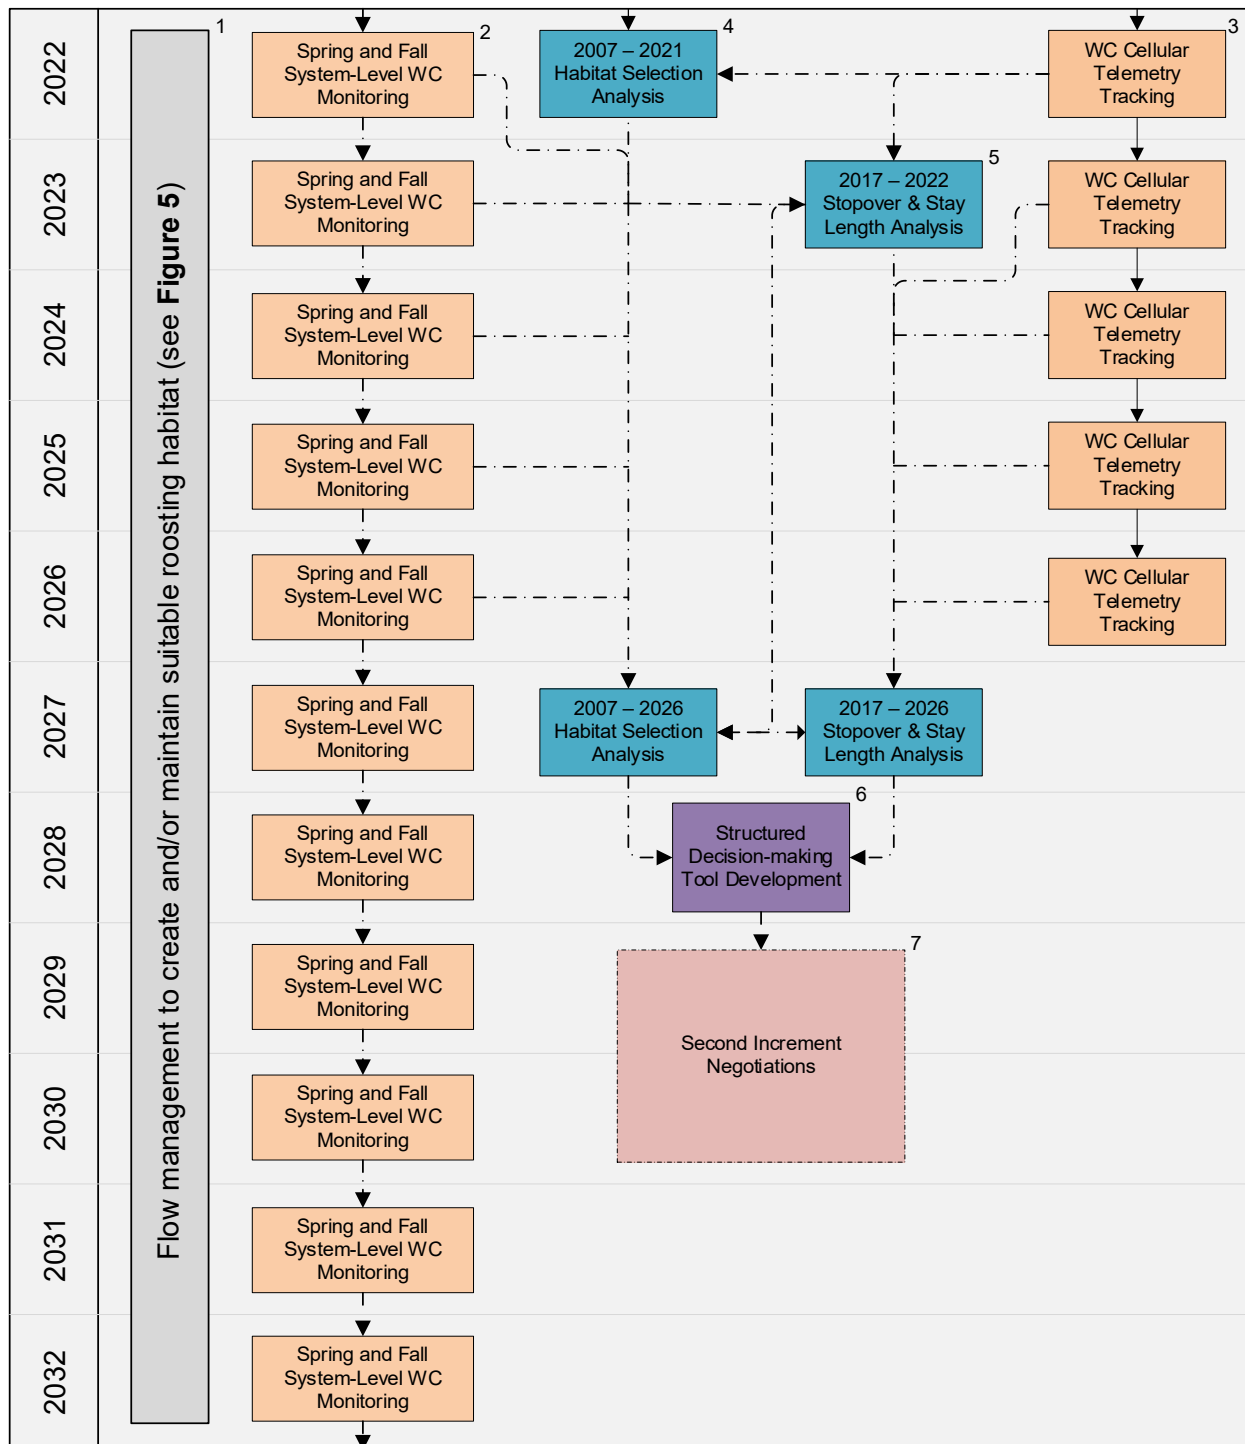 1
2
4
3
2022
Spring and Fall
System-Level WC
Monitoring
2007 – 2021
Habitat Selection
Analysis
WC Cellular
Telemetry
Tracking
5
2023
Spring and Fall
System-Level WC
Monitoring
2017 – 2022
Stopover & Stay
Length Analysis
WC Cellular
Telemetry
Tracking
Flow management to create and/or maintain suitable roosting habitat (see Figure 5)
2024
Spring and Fall
System-Level WC
Monitoring
WC Cellular
Telemetry
Tracking
2025
Spring and Fall
System-Level WC
Monitoring
WC Cellular
Telemetry
Tracking
2026
Spring and Fall
System-Level WC
Monitoring
WC Cellular
Telemetry
Tracking
2027
Spring and Fall
System-Level WC
Monitoring
2007 – 2026
Habitat Selection
Analysis
2017 – 2026
Stopover & Stay
Length Analysis
2028
Spring and Fall
System-Level WC
Monitoring
6
Structured
Decision-making
Tool Development
2029
Spring and Fall
System-Level WC
Monitoring
7
Second Increment
Negotiations
2030
Spring and Fall
System-Level WC
Monitoring
2031
Spring and Fall
System-Level WC
Monitoring
2032
Spring and Fall
System-Level WC
Monitoring